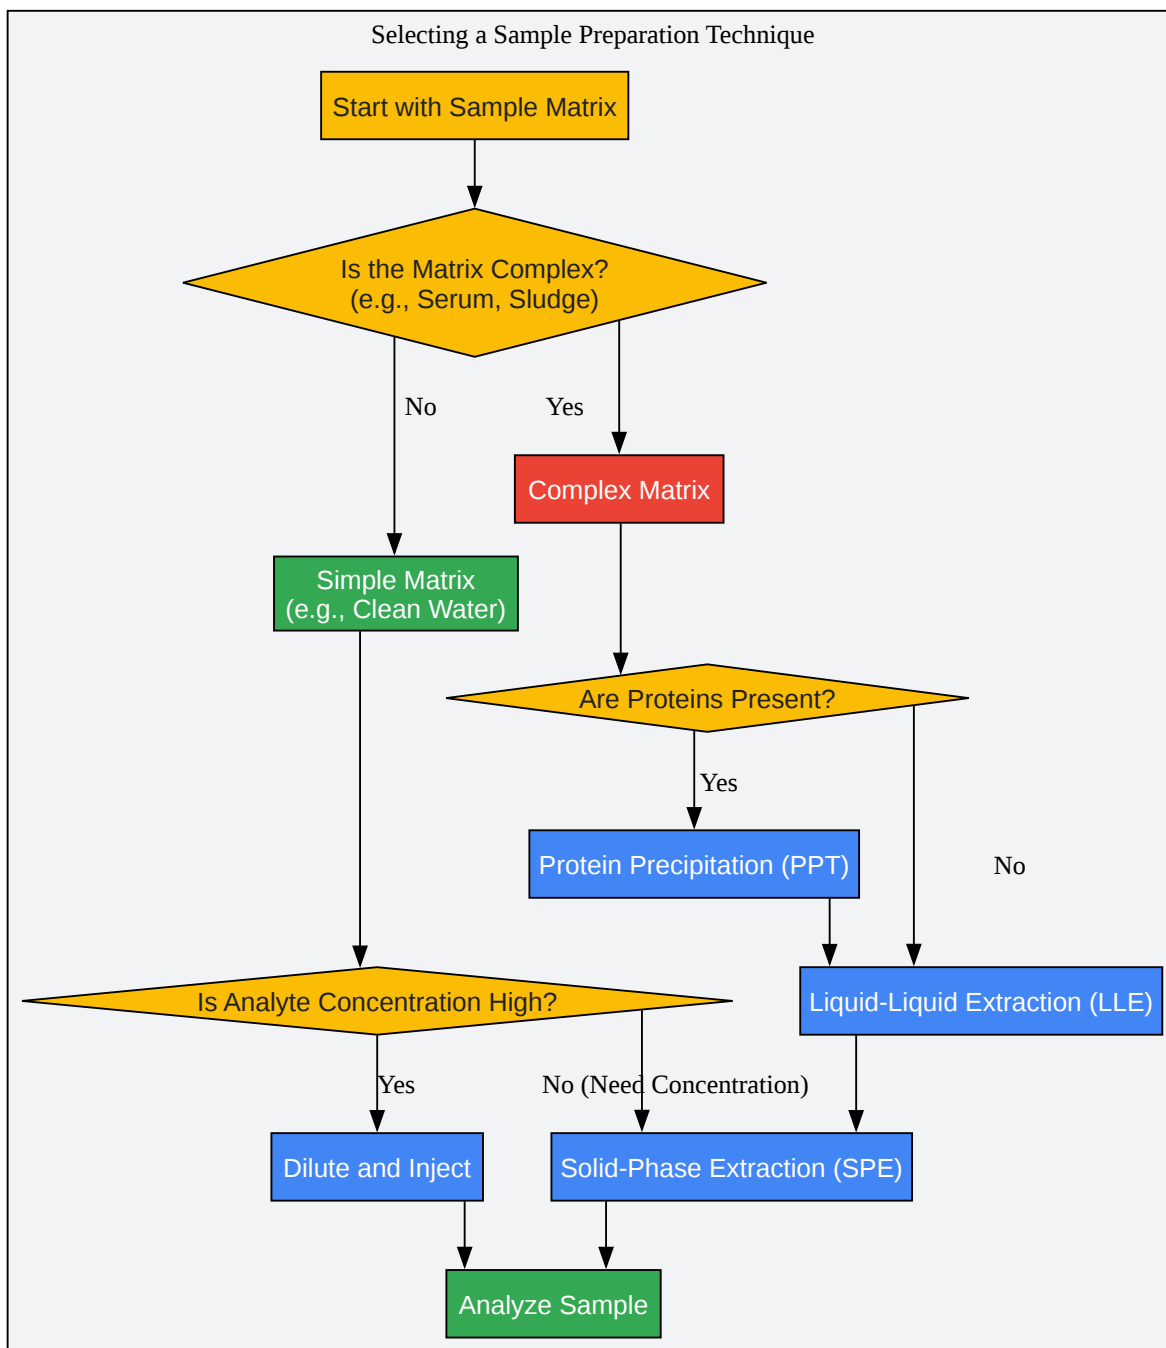 Selecting a Sample Preparation Technique
Start with Sample Matrix
Is the Matrix Complex?
(e.g., Serum, Sludge)
No
Yes
Complex Matrix
Simple Matrix
(e.g., Clean Water)
Are Proteins Present?
Yes
Protein Precipitation (PPT)
No
Is Analyte Concentration High?
Liquid-Liquid Extraction (LLE)
Yes
No (Need Concentration)
Dilute and Inject
Solid-Phase Extraction (SPE)
Analyze Sample